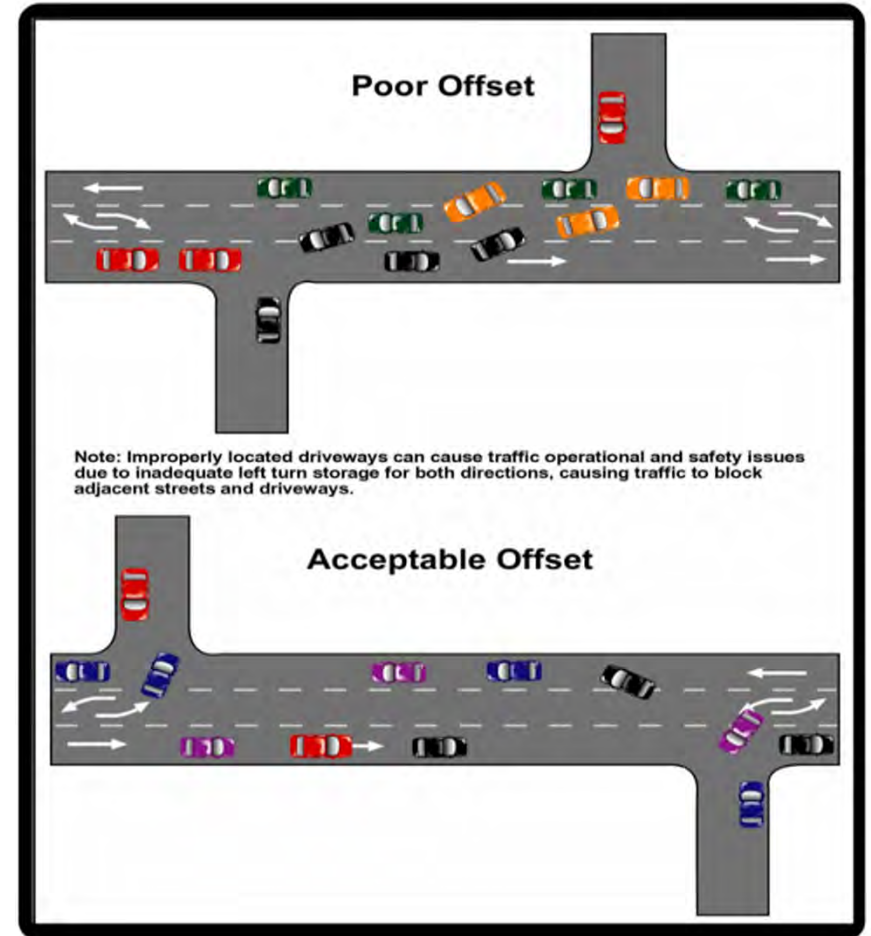 Poor Offset
Note: Improperly located driveways can cause traffic operational and safety issues
due to inadequate left turn storage for both directions, causing traffic to block
adjacent streets and driveways.
Acceptable Offset